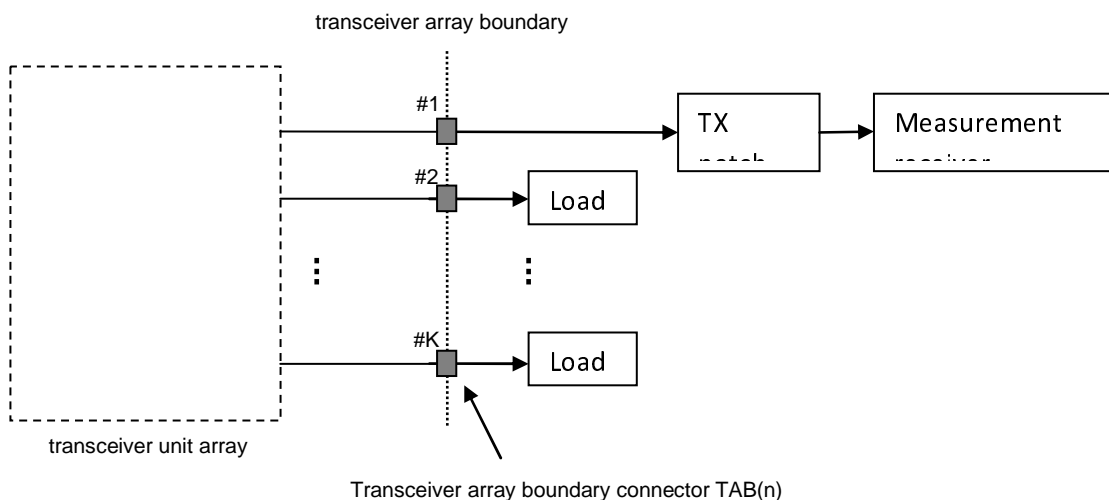 transceiver array boundary
#1
TX
Measurement
#2
Load
#K
Load
transceiver unit array
Transceiver array boundary connector TAB(n)